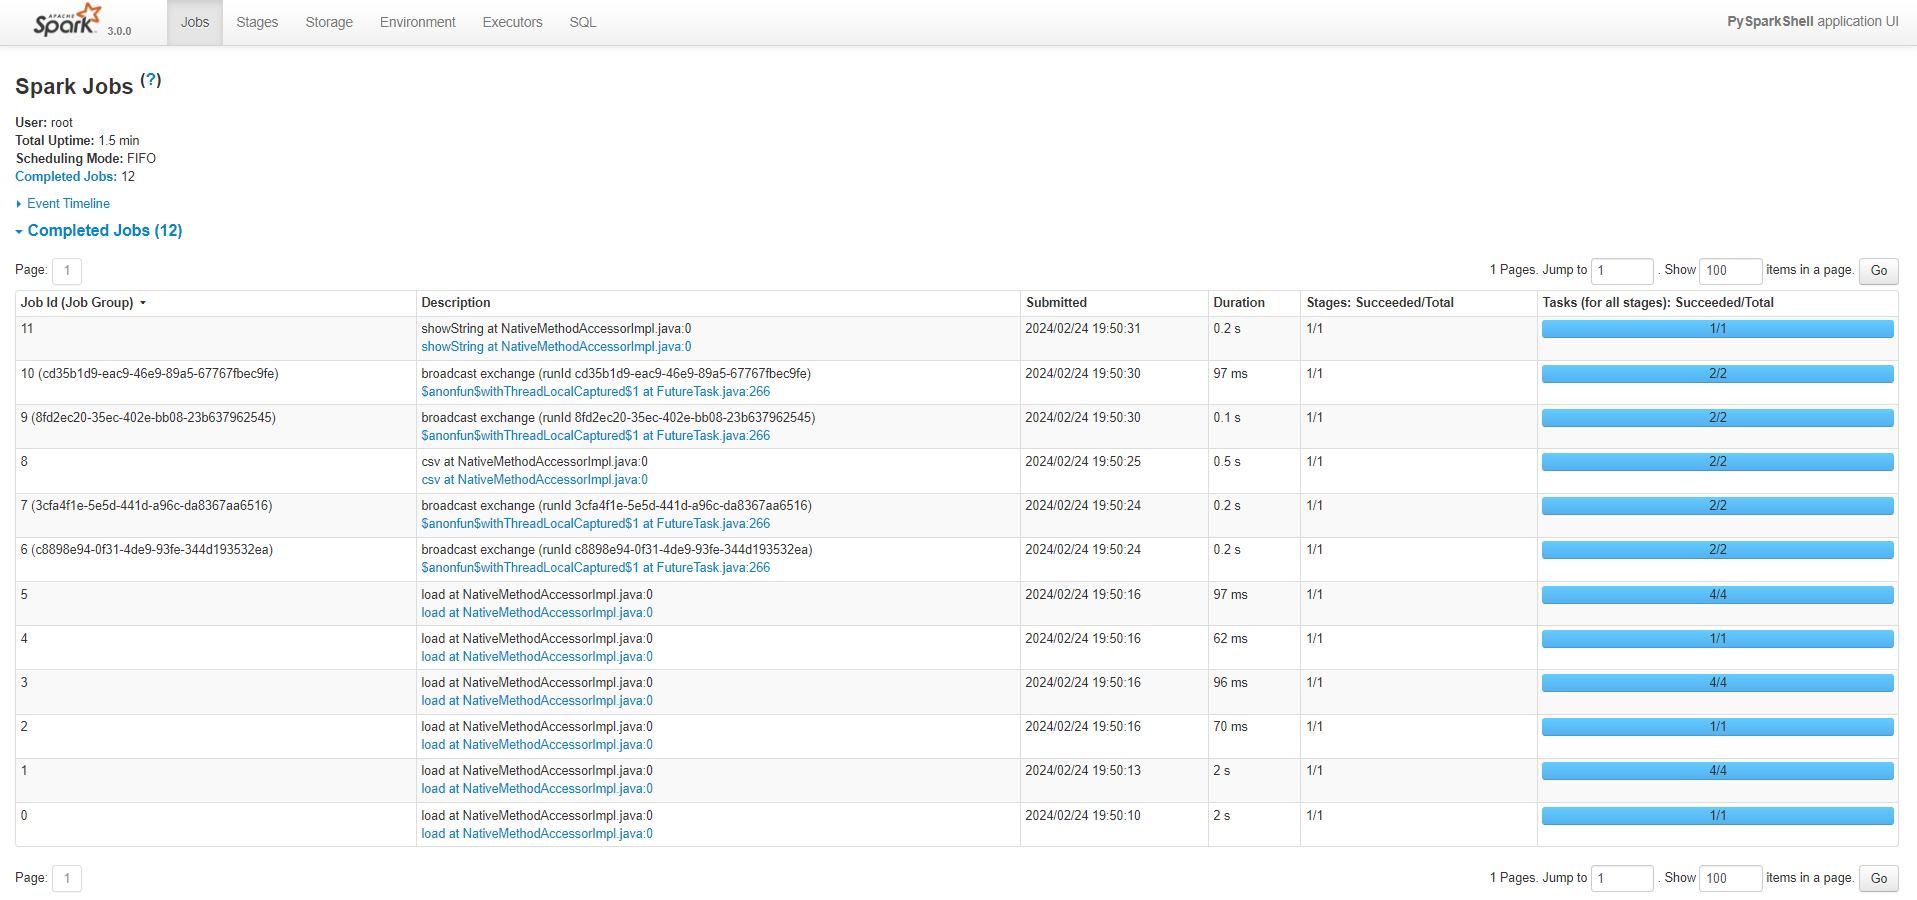 APACHE Spark 3.0.0 Jobs Stages Storage Environment Executors SQL PySparkShell application UI
Spark Jobs (?)
User: root
Total Uptime: 1.5 min
Scheduling Mode: FIFO
Completed Jobs: 12
Event Timeline
Completed Jobs (12)
Page: 1 1 Pages. Jump to 1 . Show 100 items in a page. Go
Job Id (Job Group) Description Submitted Duration Stages: Succeeded/Total Tasks (for all stages): Succeeded/Total
11 showString at NativeMethodAccessorImpl.java:0 2024/02/24 19:50:31 0.2 s 1/1 1/1
showString at NativeMethodAccessorImpl.java:0
10 (cd35b1d9-eac9-46e9-89a5-67767fbec9fe) broadcast exchange (runId cd35b1d9-eac9-46e9-89a5-67767fbec9fe) 2024/02/24 19:50:30 97 ms 1/1 2/2
$anonfun$withThreadLocalCaptured$1 at FutureTask.java:266
9 (8fd2ec20-35ec-402e-bb08-23b637962545) broadcast exchange (runId 8fd2ec20-35ec-402e-bb08-23b637962545) 2024/02/24 19:50:30 0.1 s 1/1 2/2
$anonfun$withThreadLocalCaptured$1 at FutureTask.java:266
8 csv at NativeMethodAccessorImpl.java:0 2024/02/24 19:50:25 0.5 s 1/1 2/2
csv at NativeMethodAccessorImpl.java:0
7 (3cfa4f1e-5e5d-441d-a96c-da8367aa6516) broadcast exchange (runId 3cfa4f1e-5e5d-441d-a96c-da8367aa6516) 2024/02/24 19:50:24 0.2 s 1/1 2/2
$anonfun$withThreadLocalCaptured$1 at FutureTask.java:266
6 (c8898e94-0f31-4de9-93fe-344d193532ea) broadcast exchange (runId c8898e94-0f31-4de9-93fe-344d193532ea) 2024/02/24 19:50:24 0.2 s 1/1 2/2
$anonfun$withThreadLocalCaptured$1 at FutureTask.java:266
5 load at NativeMethodAccessorImpl.java:0 2024/02/24 19:50:16 97 ms 1/1 4/4
load at NativeMethodAccessorImpl.java:0
4 load at NativeMethodAccessorImpl.java:0 2024/02/24 19:50:16 62 ms 1/1 1/1
load at NativeMethodAccessorImpl.java:0
3 load at NativeMethodAccessorImpl.java:0 2024/02/24 19:50:16 96 ms 1/1 4/4
load at NativeMethodAccessorImpl.java:0
2 load at NativeMethodAccessorImpl.java:0 2024/02/24 19:50:16 70 ms 1/1 1/1
load at NativeMethodAccessorImpl.java:0
1 load at NativeMethodAccessorImpl.java:0 2024/02/24 19:50:13 2 s 1/1 4/4
load at NativeMethodAccessorImpl.java:0
0 load at NativeMethodAccessorImpl.java:0 2024/02/24 19:50:10 2 s 1/1 1/1
load at NativeMethodAccessorImpl.java:0
Page: 1 1 Pages. Jump to 1 . Show 100 items in a page. Go